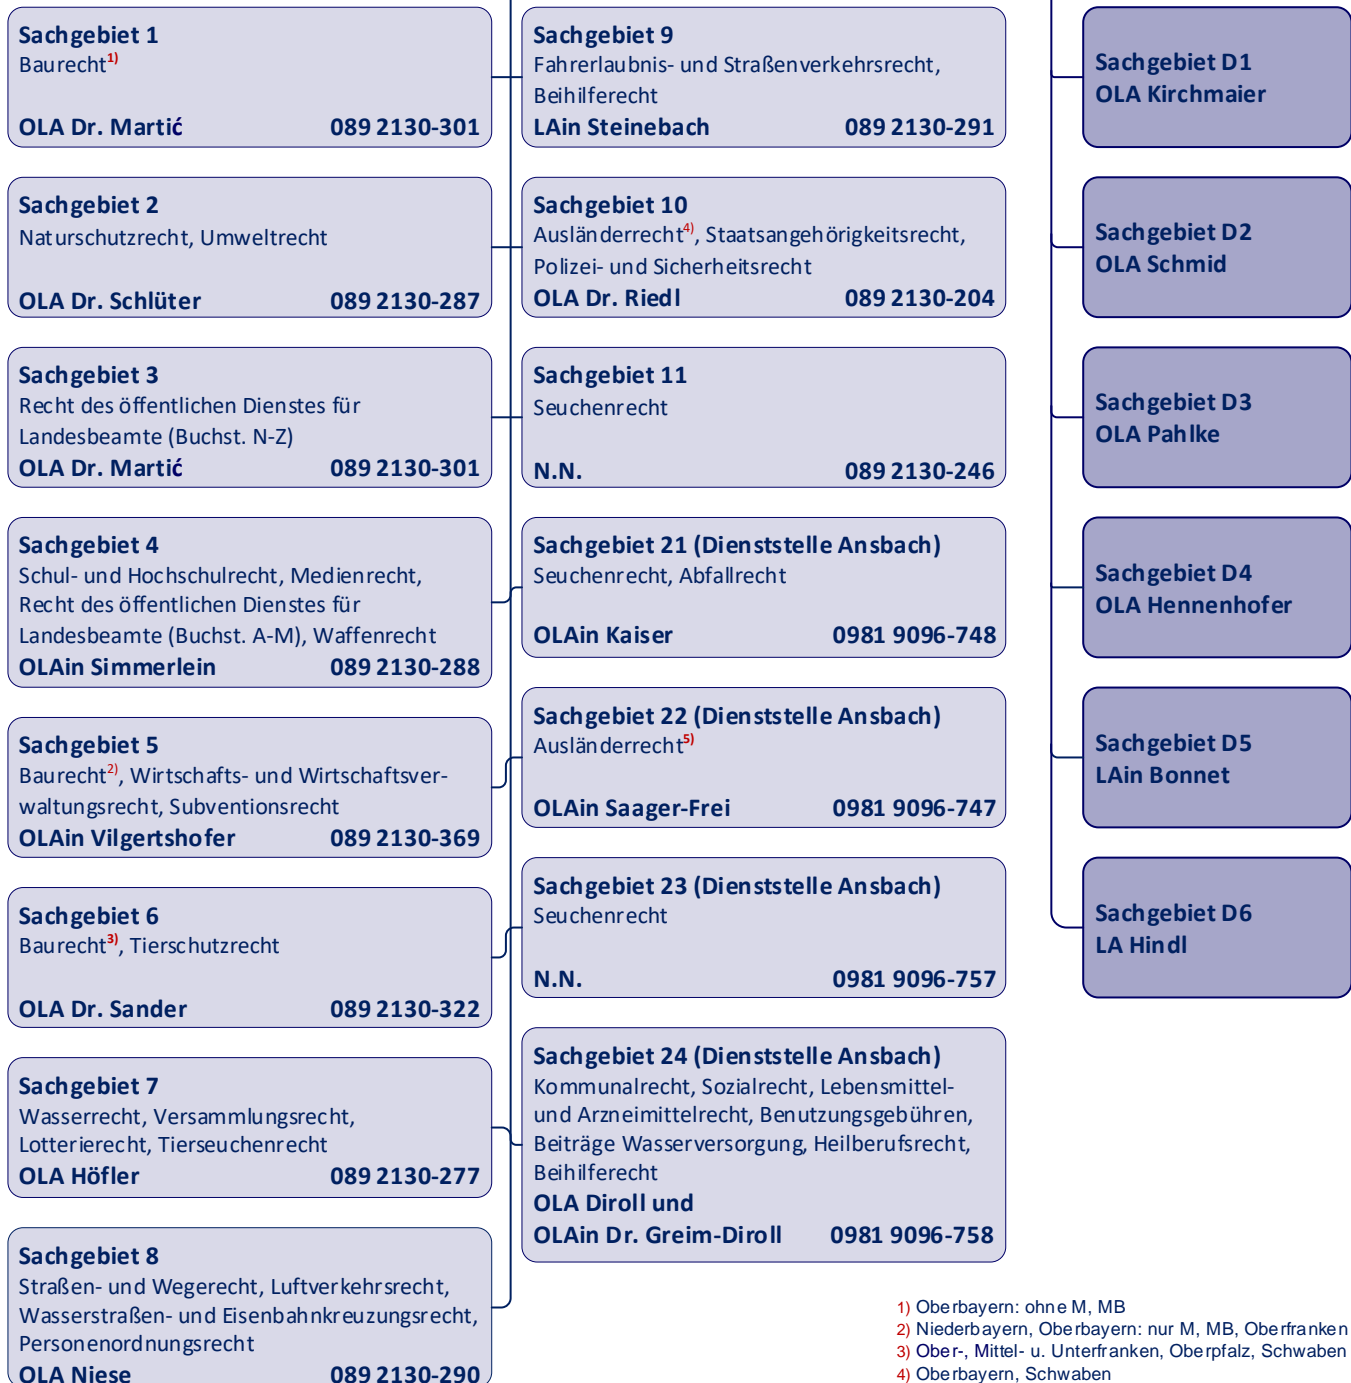 Sachgebiet 1
Baurecht1)
OLA Dr. Martić 089 2130-301
Sachgebiet 2
Naturschutzrecht, Umweltrecht
OLA Dr. Schlüter 089 2130-287
Sachgebiet 3
Recht des öffentlichen Dienstes für
Landesbeamte (Buchst. N-Z)
OLA Dr. Martić 089 2130-301
Sachgebiet 4
Schul- und Hochschulrecht, Medienrecht,
Recht des öffentlichen Dienstes für
Landesbeamte (Buchst. A-M), Waffenrecht
OLAin Simmerlein 089 2130-288
Sachgebiet 5
Baurecht2), Wirtschafts- und Wirtschaftsver-
waltungsrecht, Subventionsrecht
OLAin Vilgertshofer 089 2130-369
Sachgebiet 6
Baurecht3), Tierschutzrecht
OLA Dr. Sander 089 2130-322
Sachgebiet 7
Wasserrecht, Versammlungsrecht,
Lotterierecht, Tierseuchenrecht
OLA Höfler 089 2130-277
Sachgebiet 8
Straßen- und Wegerecht, Luftverkehrsrecht,
Wasserstraßen- und Eisenbahnkreuzungsrecht,
Personenordnungsrecht
OLA Niese 089 2130-290
Sachgebiet 9
Fahrerlaubnis- und Straßenverkehrsrecht,
Beihilferecht
LAin Steinebach 089 2130-291
Sachgebiet 10
Ausländerrecht4), Staatsangehörigkeitsrecht,
Polizei- und Sicherheitsrecht
OLA Dr. Riedl 089 2130-204
Sachgebiet 11
Seuchenrecht
N.N. 089 2130-246
Sachgebiet 21 (Dienststelle Ansbach)
Seuchenrecht, Abfallrecht
OLAin Kaiser 0981 9096-748
Sachgebiet 22 (Dienststelle Ansbach)
Ausländerrecht5)
OLAin Saager-Frei 0981 9096-747
Sachgebiet 23 (Dienststelle Ansbach)
Seuchenrecht
N.N. 0981 9096-757
Sachgebiet 24 (Dienststelle Ansbach)
Kommunalrecht, Sozialrecht, Lebensmittel-
und Arzneimittelrecht, Benutzungsgebühren,
Beiträge Wasserversorgung, Heilberufsrecht,
Beihilferecht
OLA Diroll und
OLAin Dr. Greim-Diroll 0981 9096-758
Sachgebiet D1
OLA Kirchmaier
Sachgebiet D2
OLA Schmid
Sachgebiet D3
OLA Pahlke
Sachgebiet D4
OLA Hennenhofer
Sachgebiet D5
LAin Bonnet
Sachgebiet D6
LA Hindl
1) Oberbayern: ohne M, MB
2) Niederbayern, Oberbayern: nur M, MB, Oberfranken
3) Ober-, Mittel- u. Unterfranken, Oberpfalz, Schwaben
4) Oberbayern, Schwaben